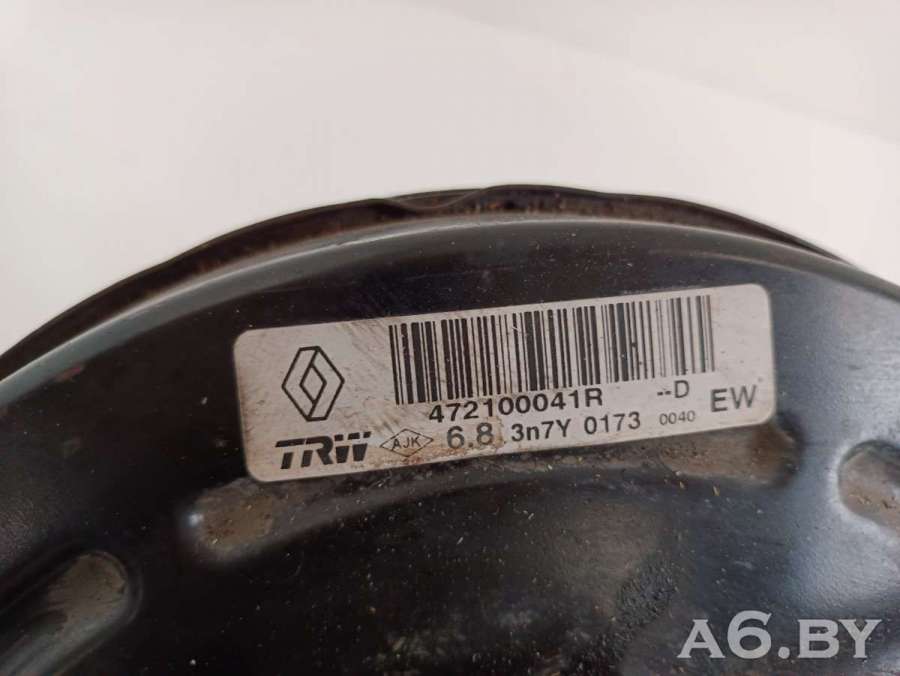 472100041R --D
TRW AJK 6.8 3n7Y 0173 0040 EW
A6.BY